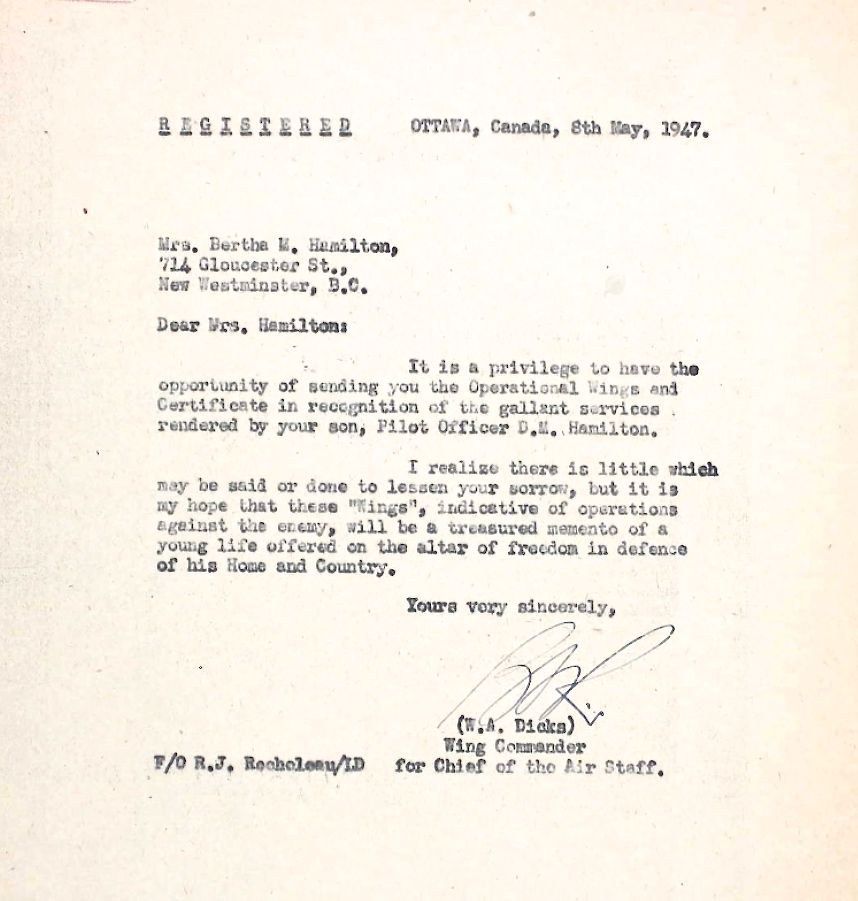 R E G I S T E R E D OTTAWA, Canada, 8th May, 1947.
Mrs. Bertha M. Hamilton,
714 Gloucester St.,
New Westminster, B.C.
Dear Mrs. Hamilton:
It is a privilege to have the
opportunity of sending you the Operational Wings and
Certificate in recognition of the gallant services
rendered by your son, Pilot Officer D.M. Hamilton.
I realize there is little which
may be said or done to lessen your sorrow, but it is
my hope that these "Wings", indicative of operations
against the enemy, will be a treasured memento of a
young life offered on the altar of freedom in defence
of his Home and Country.
Yours very sincerely,
(W.A. Dicks)
Wing Commander
F/O R.J. for Chief of the Air Staff.